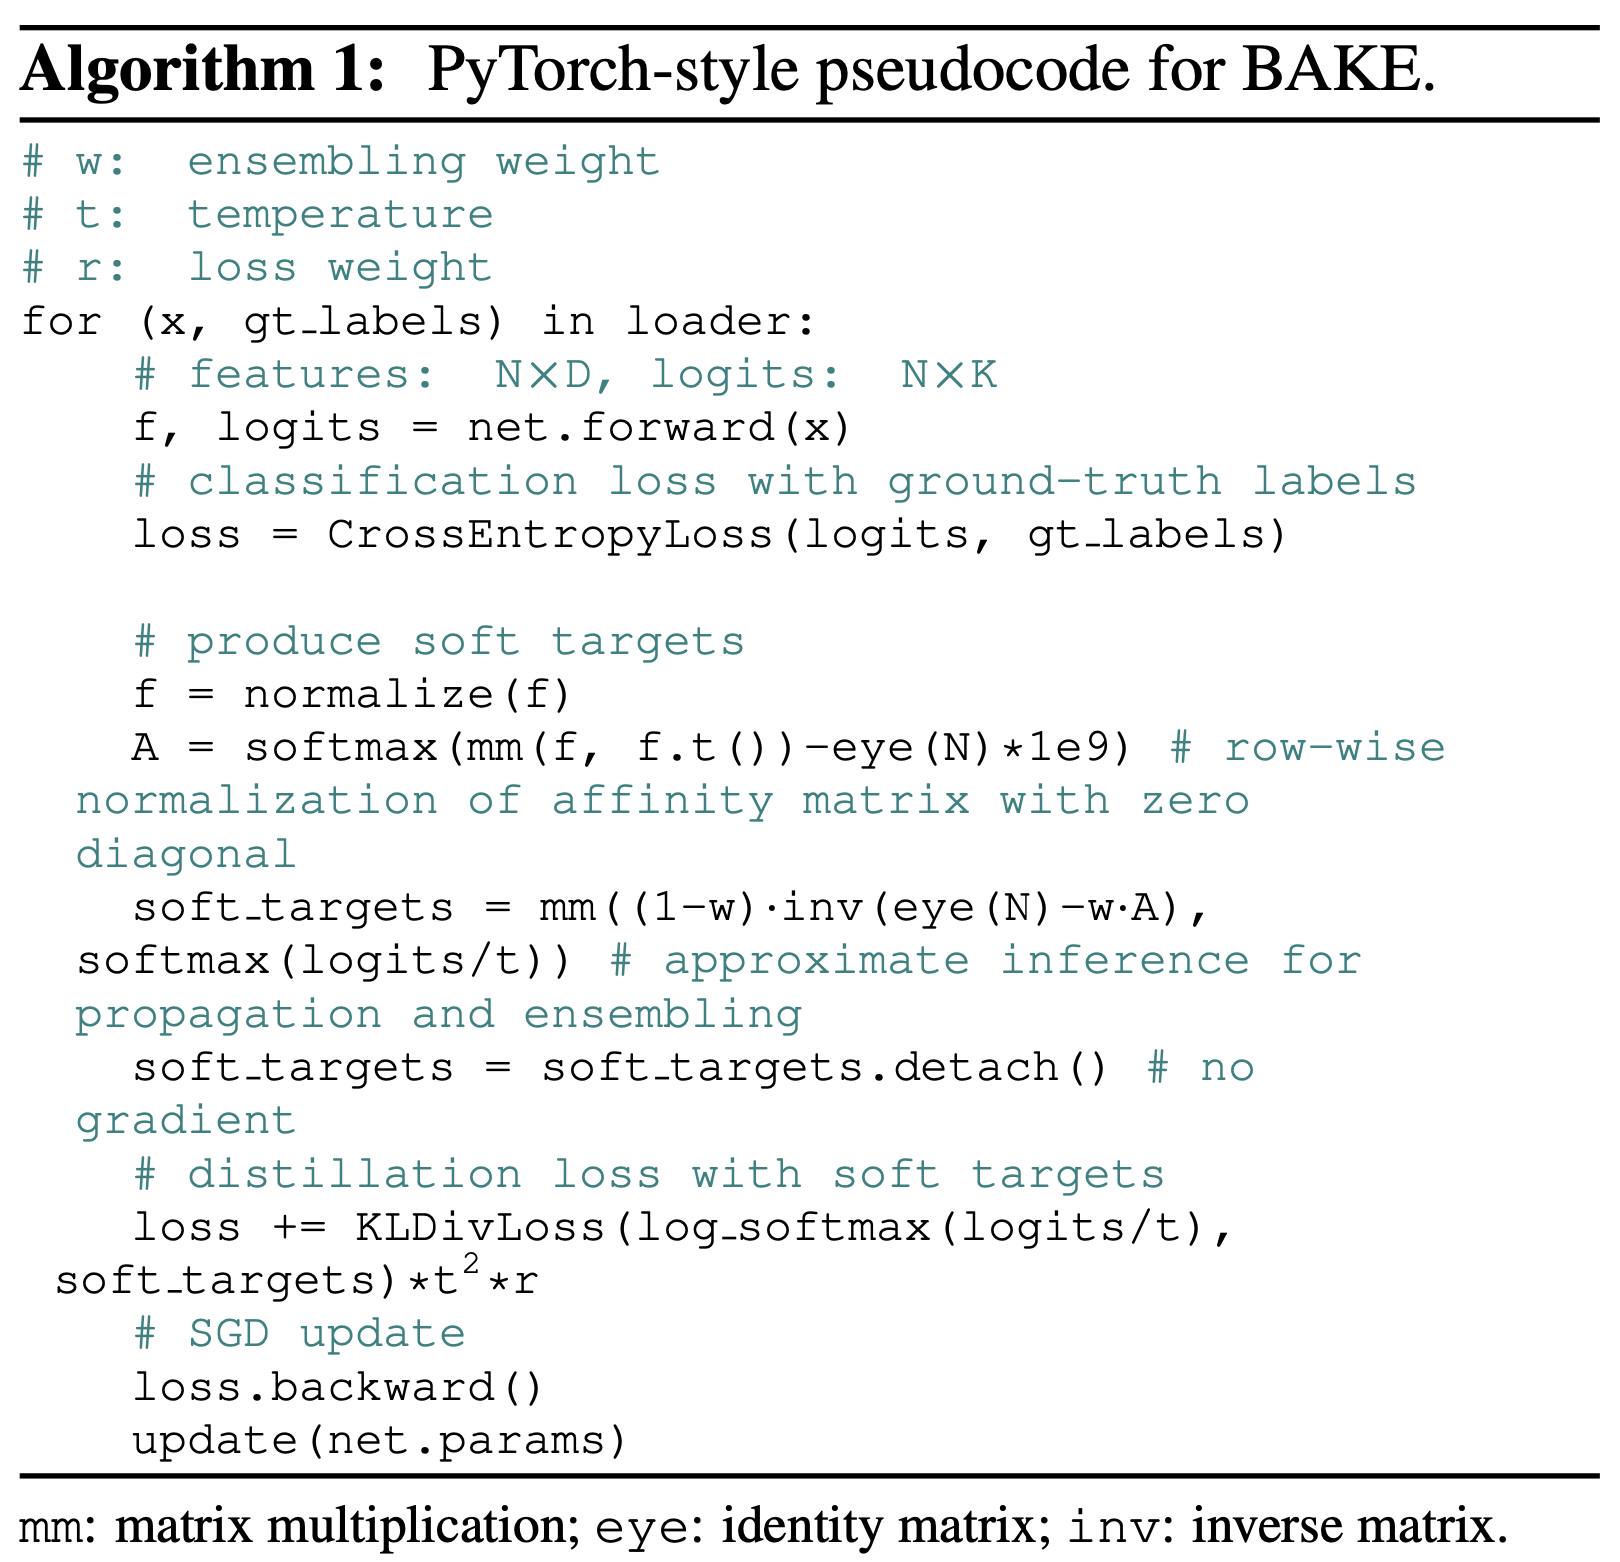 Algorithm 1: PyTorch-style pseudocode for BAKE.
# w: ensembling weight
# t: temperature
# r: loss weight
for (x, gt_labels) in loader:
# features: N×D, logits: N×K
f, logits = net.forward(x)
# classification loss with ground-truth labels
loss = CrossEntropyLoss(logits, gt_labels)
# produce soft targets
f = normalize(f)
A = softmax(mm(f, f.t())-eye(N)*1e9) # row-wise
normalization of affinity matrix with zero
diagonal
soft_targets = mm((1-w)·inv(eye(N)-w·A),
softmax(logits/t)) # approximate inference for
propagation and ensembling
soft_targets = soft_targets.detach() # no
gradient
# distillation loss with soft targets
loss += KLDivLoss(log_softmax(logits/t),
soft_targets)*t²*r
# SGD update
loss.backward()
update(net.params)
mm: matrix multiplication; eye: identity matrix; inv: inverse matrix.